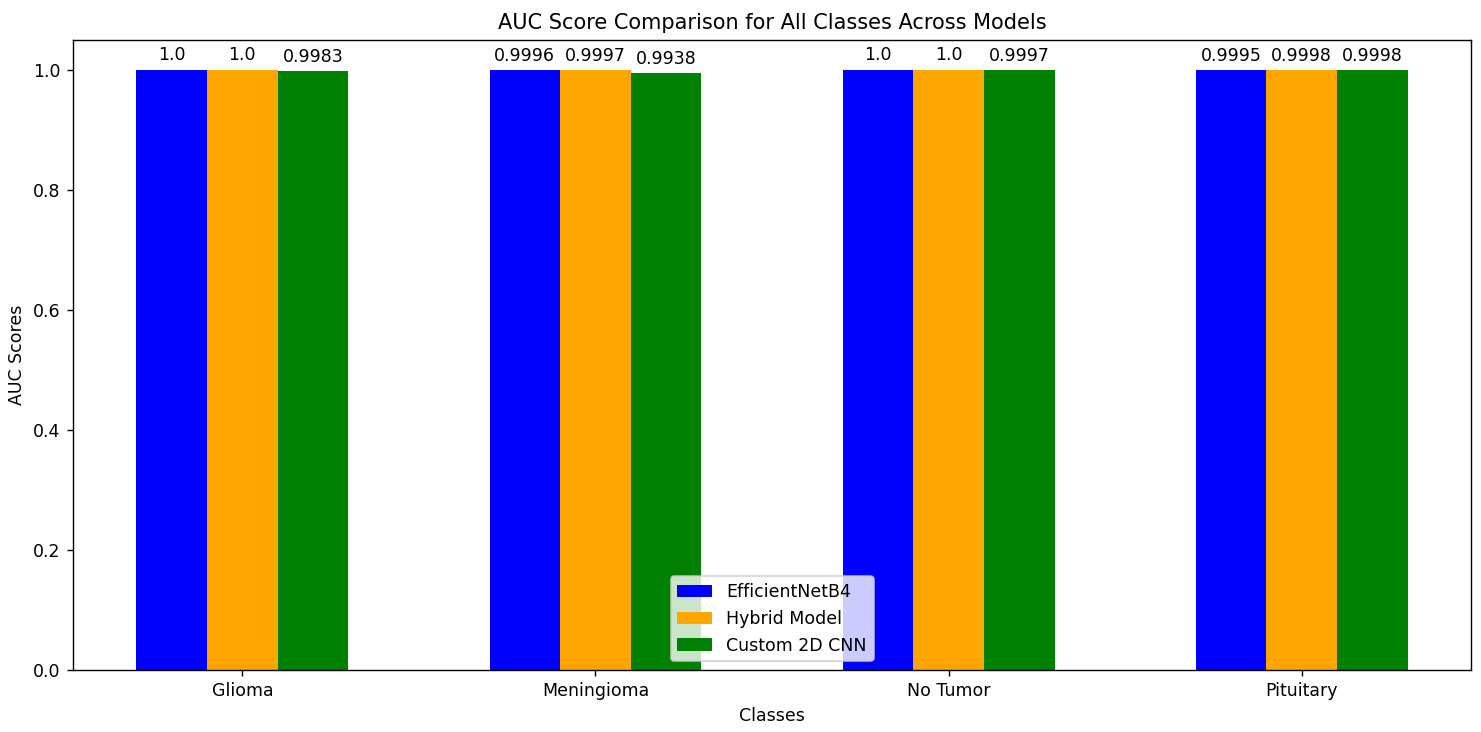 AUC Score Comparison for All Classes Across Models
1.0 1.0 0.9983 0.9996 0.9997 0.9938 1.0 1.0 0.9997 0.9995 0.9998 0.9998
1.0
0.8
0.6
0.4
0.2
0.0
AUC Scores
EfficientNetB4
Hybrid Model
Custom 2D CNN
Glioma Meningioma No Tumor Pituitary
Classes